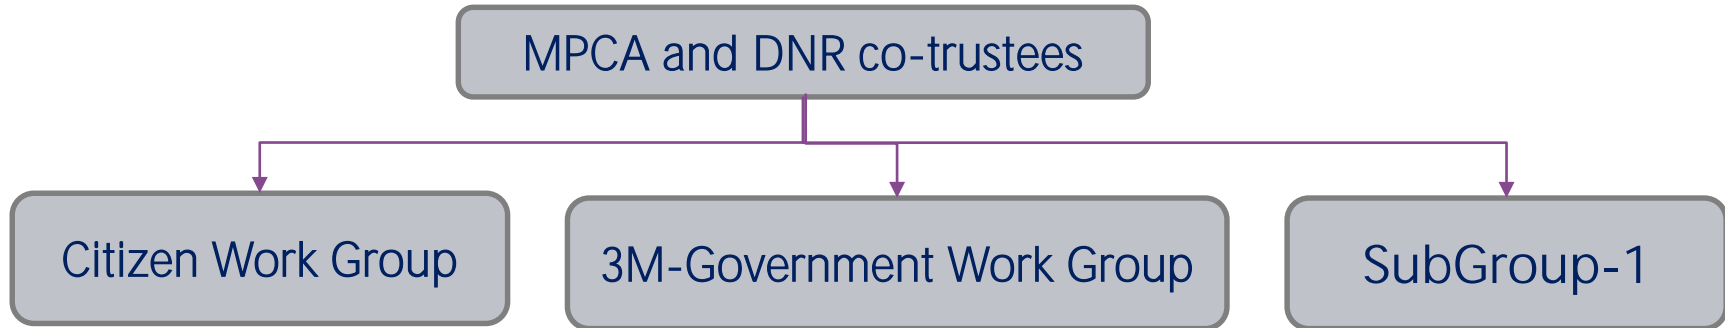 MPCA and DNR co-trustees
Citizen Work Group
3M-Government Work Group
SubGroup-1